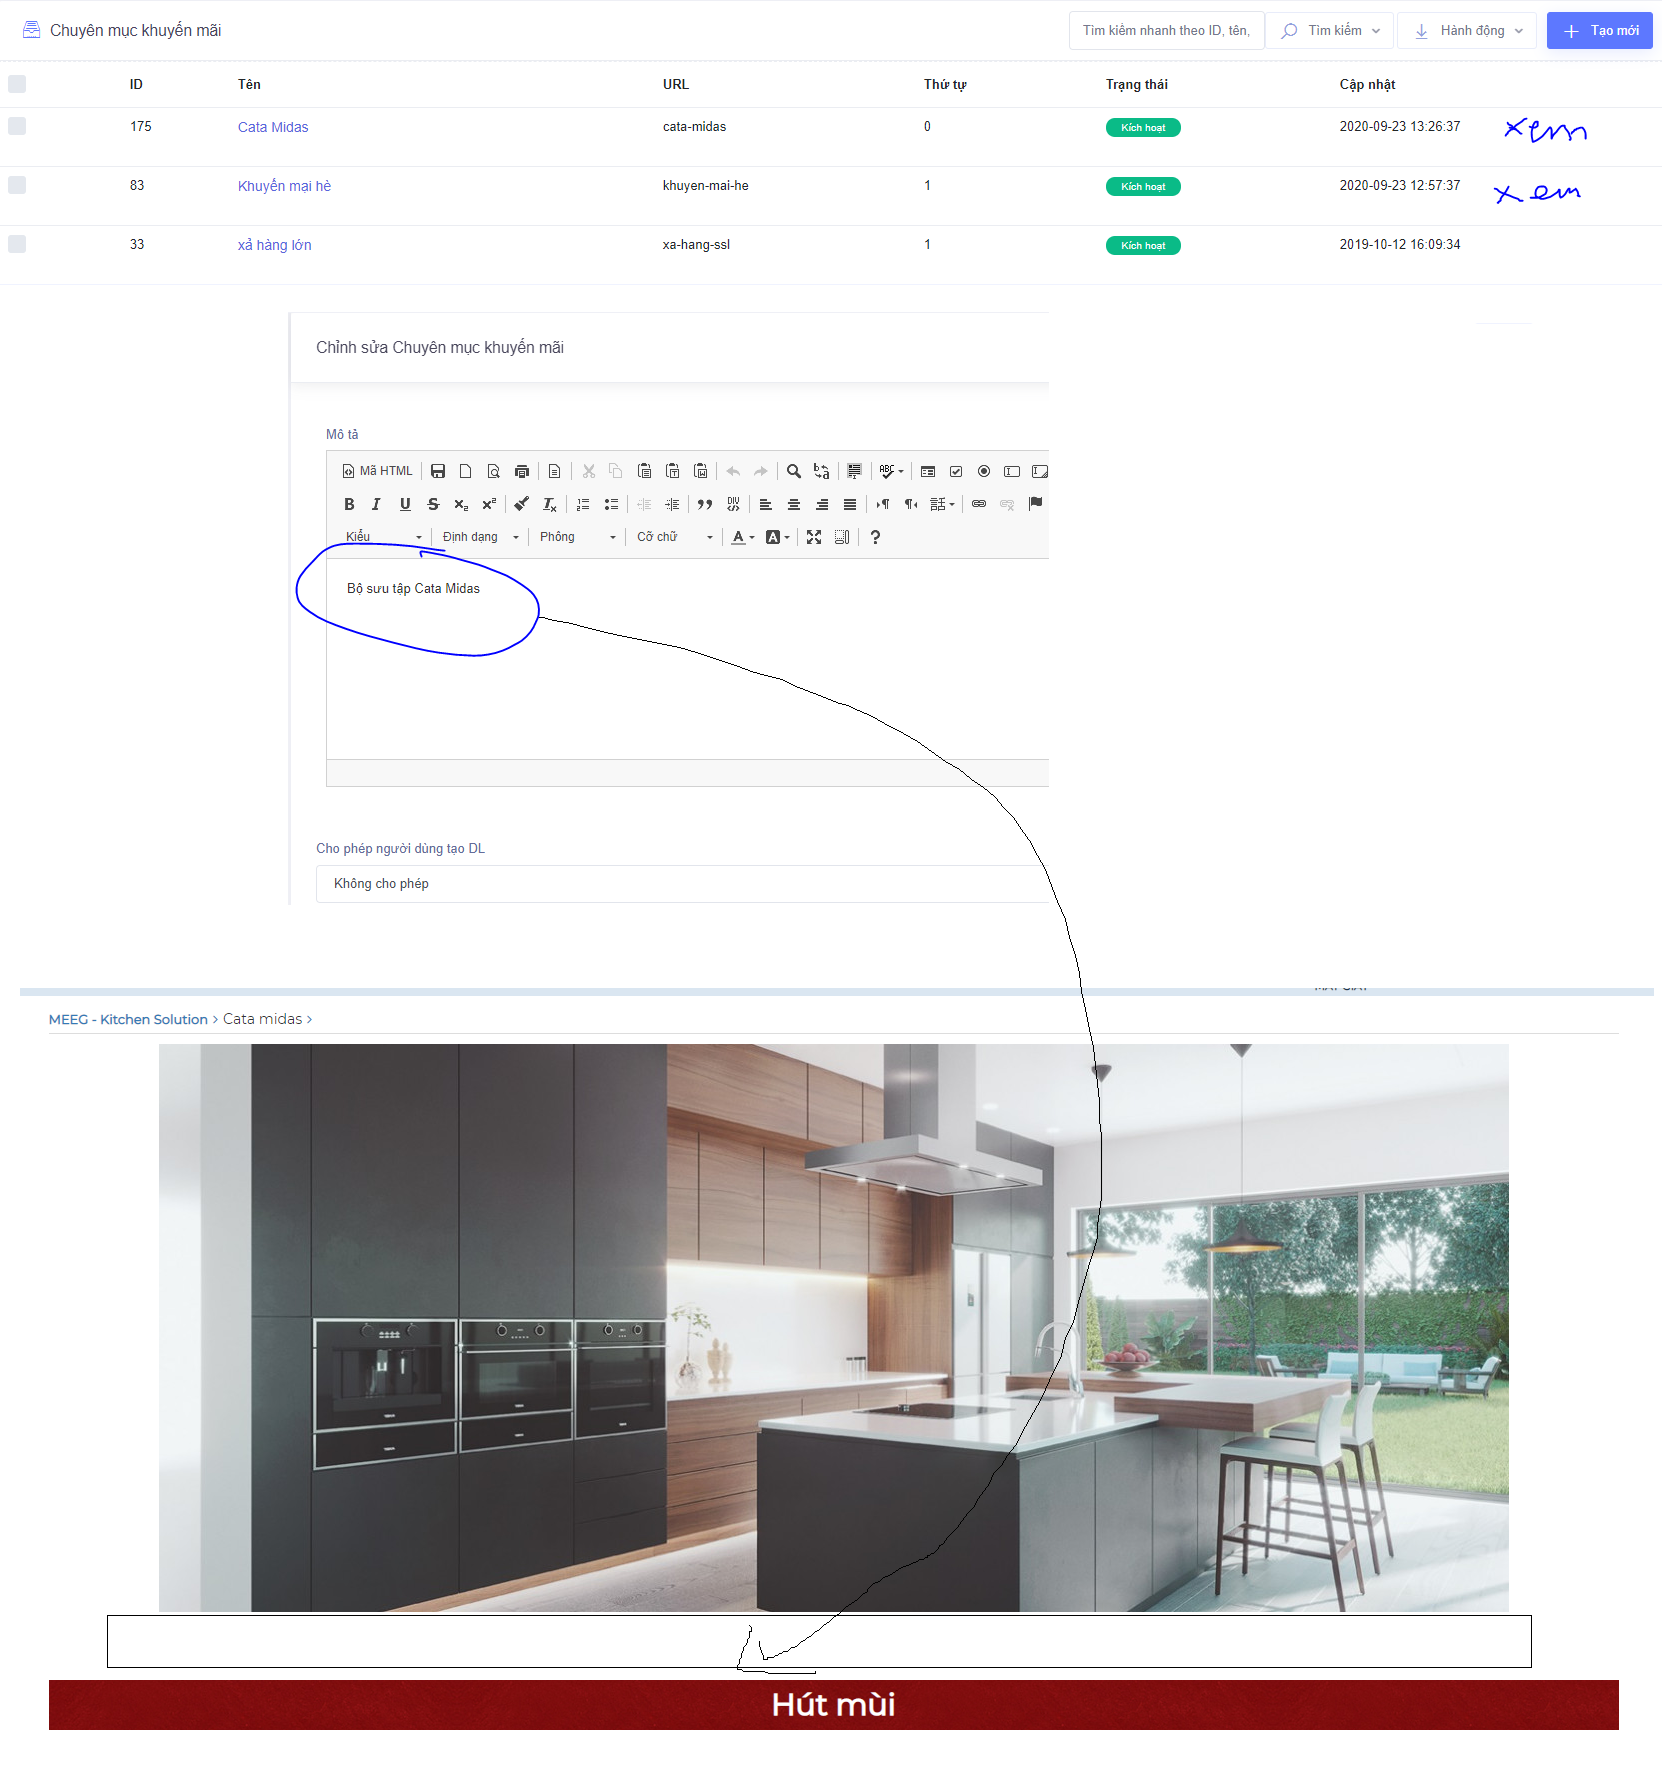 Chuyên mục khuyến mãi
Tìm kiếm nhanh theo ID, tên,
Tìm kiếm
Hành động
Tạo mới
ID Tên URL Thứ tự Trạng thái Cập nhật
175 Cata Midas cata-midas 0 Kích hoạt 2020-09-23 13:26:37 xem
83 Khuyến mại hè khuyen-mai-he 1 Kích hoạt 2020-09-23 12:57:37 xem
33 xả hàng lớn xa-hang-ssl 1 Kích hoạt 2019-10-12 16:09:34
Chỉnh sửa Chuyên mục khuyến mãi
Mô tả
Mã HTML
Kiểu Định dạng Phông Cỡ chữ
Bộ sưu tập Cata Midas
Cho phép người dùng tạo DL
Không cho phép
MEEG - Kitchen Solution > Cata midas >
Hút mùi